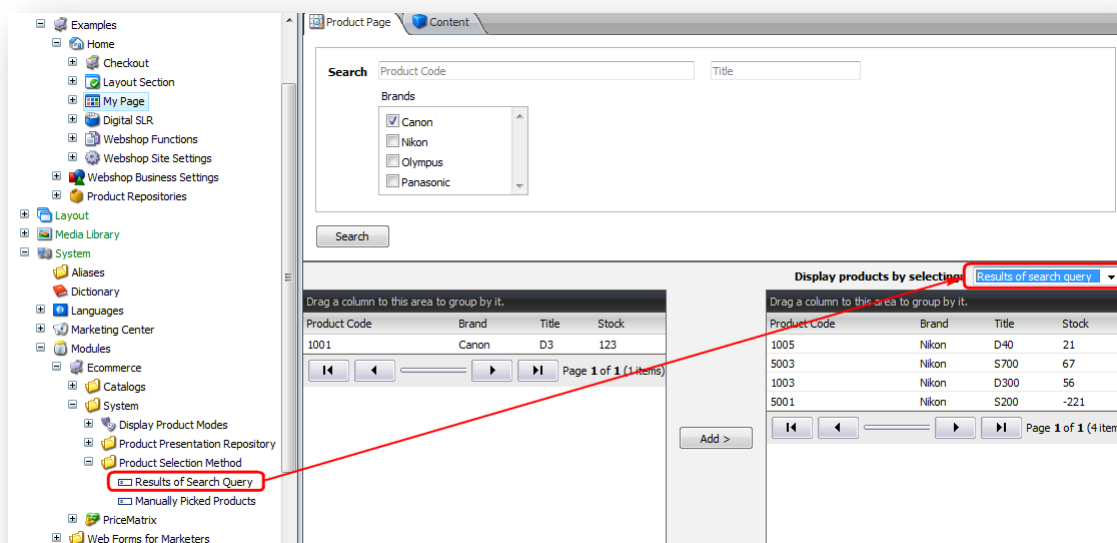 Examples
Home
Checkout
Layout Section
My Page
Digital SLR
Webshop Functions
Webshop Site Settings
Webshop Business Settings
Product Repositories
Layout
Media Library
System
Aliases
Dictionary
Languages
Marketing Center
Modules
Ecommerce
Catalogs
System
Display Product Modes
Product Presentation Repository
Product Selection Method
Results of Search Query
Manually Picked Products
PriceMatrix
Web Forms for Marketers
Product Page Content
Search Product Code Title
Brands
Canon
Nikon
Olympus
Panasonic
Search
Display products by selecting: Results of search query
Drag a column to this area to group by it.
Product Code Brand Title Stock
1001 Canon D3 123
Page 1 of 1 (1 items)
Add >
Drag a column to this area to group by it.
Product Code Brand Title Stock
1005 Nikon D40 21
5003 Nikon S700 67
1003 Nikon D300 56
5001 Nikon S200 -221
Page 1 of 1 (4 item